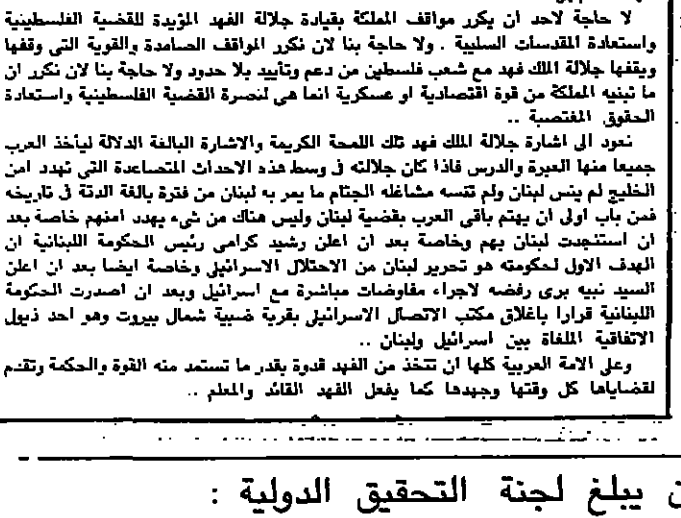 لا حاجة لاحد ان يكرر مواقف المملكة بقيادة جلالة الفهد المؤيدة للقضية الفلسطينية
واستعادة المقدسات السليبة . ولا حاجة بنا لان نكرر المواقف الصامدة والقوية التى وقفها
ويقفها جلالة الملك فهد مع شعب فلسطين من دعم وتأييد بلا حدود ولا حاجة بنا لان نكرر ان
ما تبنيه المملكة من قوة اقتصادية او عسكرية انما هى لنصرة القضية الفلسطينية واستعادة
الحقوق المغتصبة ..
نعود الى اشارة جلالة الملك فهد تلك اللمحة الكريمة والاشارة البالغة الدلالة ليأخذ العرب
جميعا منها العبرة والدرس فاذا كان جلالته فى وسط هذه الاحداث المتصاعدة التى تهدد امن
الخليج لم ينس لبنان ولم تنسه مشاغله الجسام ما يمر به لبنان من فترة بالغة الدقة فى تاريخه
فمن باب اولى ان يهتم باقى العرب بقضية لبنان وليس هناك من شىء يهدد امنهم خاصة بعد
ان استنجدت لبنان بهم وخاصة بعد ان اعلن رشيد كرامى رئيس الحكومة اللبنانية ان
الهدف الاول لحكومته هو تحرير لبنان من الاحتلال الاسرائيلى وخاصة ايضا بعد ان اعلن
السيد نبيه برى رفضه لاجراء مفاوضات مباشرة مع اسرائيل وبعد ان اصدرت الحكومة
اللبنانية قرارا باغلاق مكتب الاتصال الاسرائيلى بقرية ضبية شمال بيروت وهو احد ذيول
الاتفاقية الملغاة بين اسرائيل ولبنان ..
وعلى الامة العربية كلها ان تتخذ من الفهد قدوة بقدر ما تستمد منه القوة والحكمة وتقدم
لقضاياها كل وقتها وجهدها كما يفعل الفهد القائد والمعلم ..
يبلغ لجنة التحقيق الدولية :